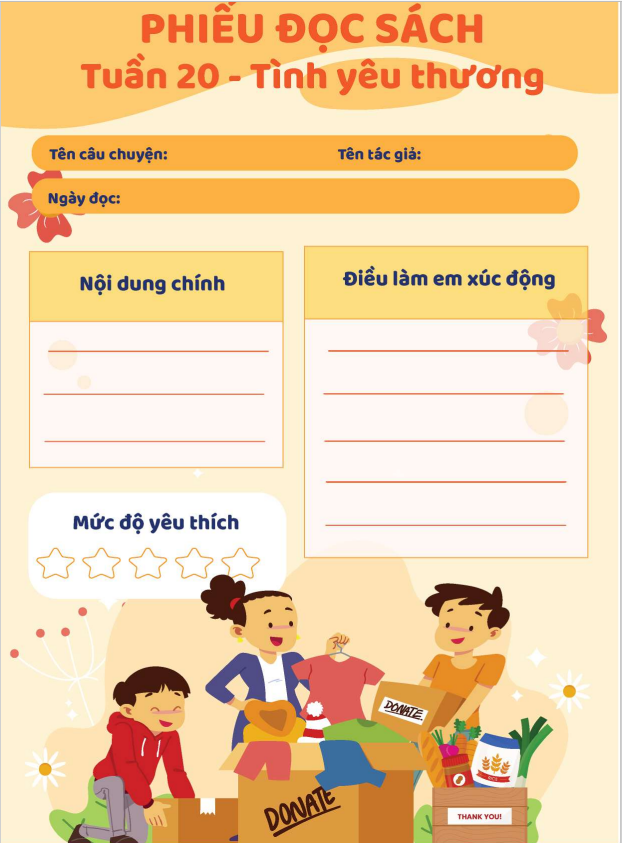 PHIẾU ĐỌC SÁCH
Tuần 20 - Tình yêu thương
Tên câu chuyện: Tên tác giả:
Ngày đọc:
Nội dung chính
Điều làm em xúc động
Mức độ yêu thích
DONATE
DONATE
THANK YOU!